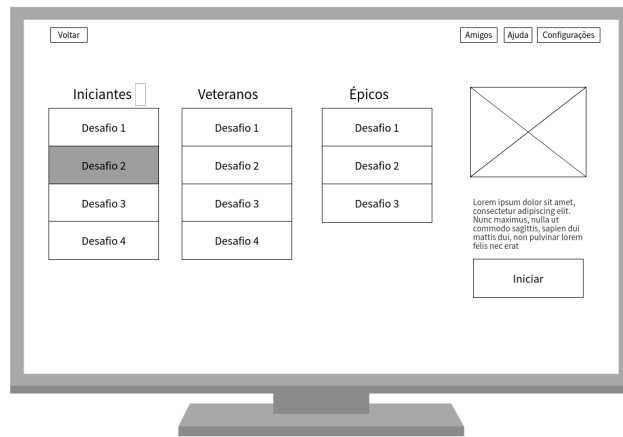 Voltar
Amigos
Ajuda
Configurações
Iniciantes
Desafio 1
Desafio 2
Desafio 3
Desafio 4
Veteranos
Desafio 1
Desafio 2
Desafio 3
Desafio 4
Épicos
Desafio 1
Desafio 2
Desafio 3
Lorem ipsum dolor sit amet,
consectetur adipiscing elit.
Nunc maximus, nulla ut
commodo sagittis, sapien dui
mattis dui, non pulvinar lorem
felis nec erat
Iniciar